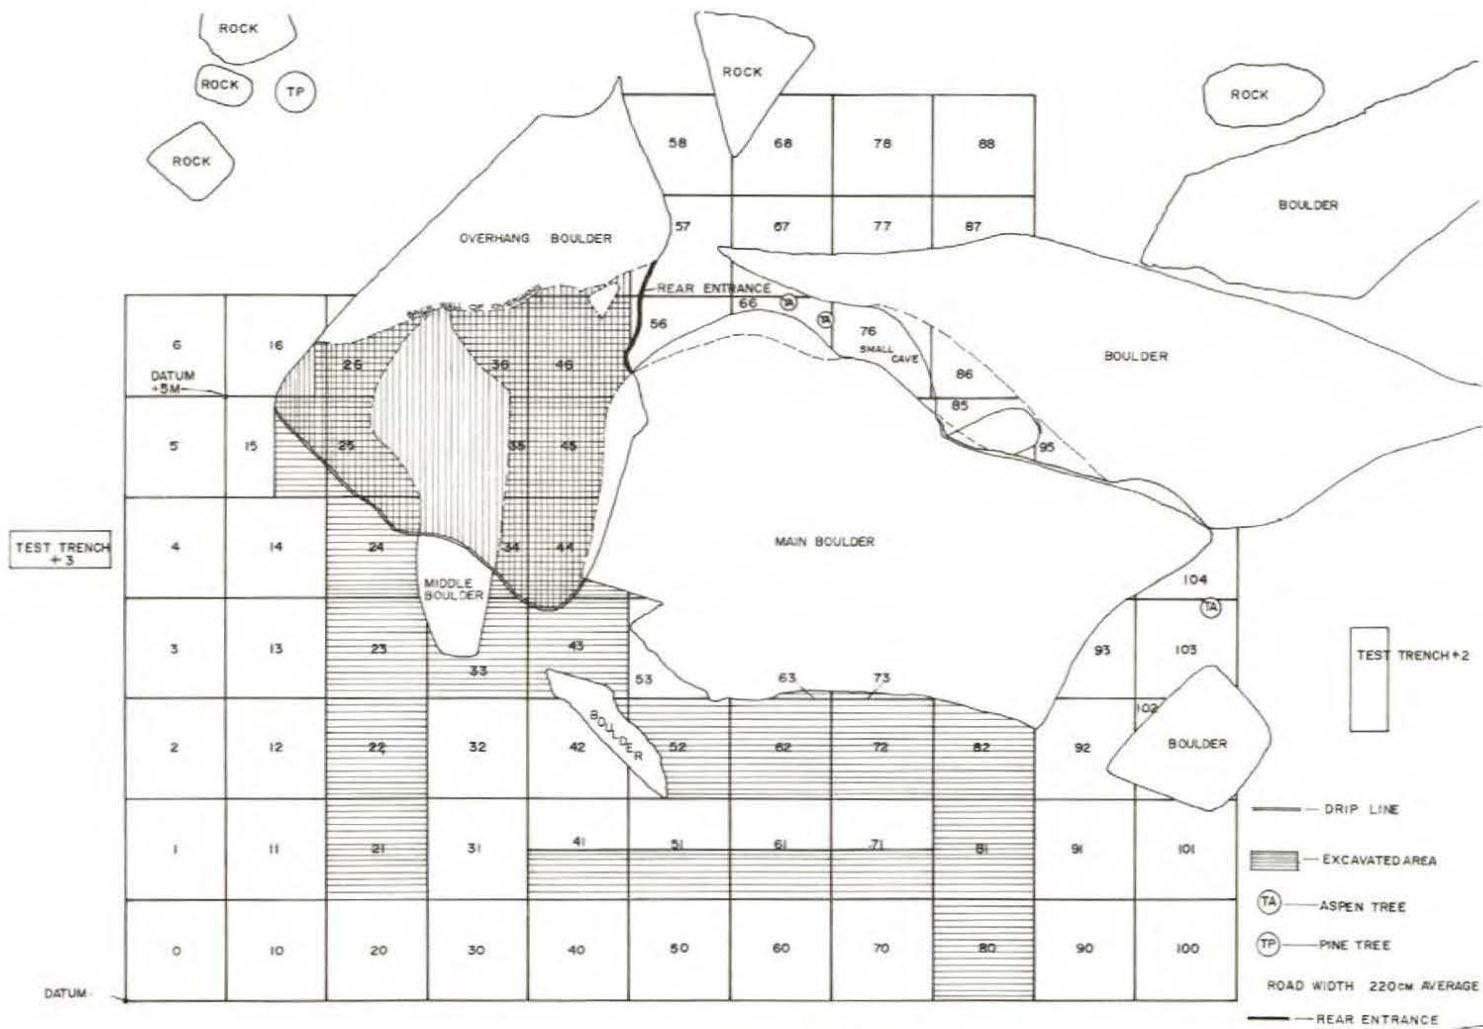 ROCK
ROCK
TP
ROCK
ROCK
ROCK
58 68 78 88
BOULDER
OVERHANG BOULDER
57 67 77 87
REAR ENTRANCE
BACK WALL OF
6 16 26 36 46 56 66 TA TA 76 86
SMALL CAVE
BOULDER
DATUM
+5M
85
5 15 25 35 45 95
TEST TRENCH
+3
4 14 24 34 44
MAIN BOULDER
MIDDLE
BOULDER
104
TA
3 13 23 33 43 53 63 73 93 103
TEST TRENCH +2
102
2 12 22 32 42 52 62 72 82 92
BOULDER
BOULDER
1 11 21 31 41 51 61 71 81 91 101
0 10 20 30 40 50 60 70 80 90 100
DATUM
DRIP LINE
EXCAVATED AREA
TA ASPEN TREE
TP PINE TREE
ROAD WIDTH 220CM AVERAGE
REAR ENTRANCE